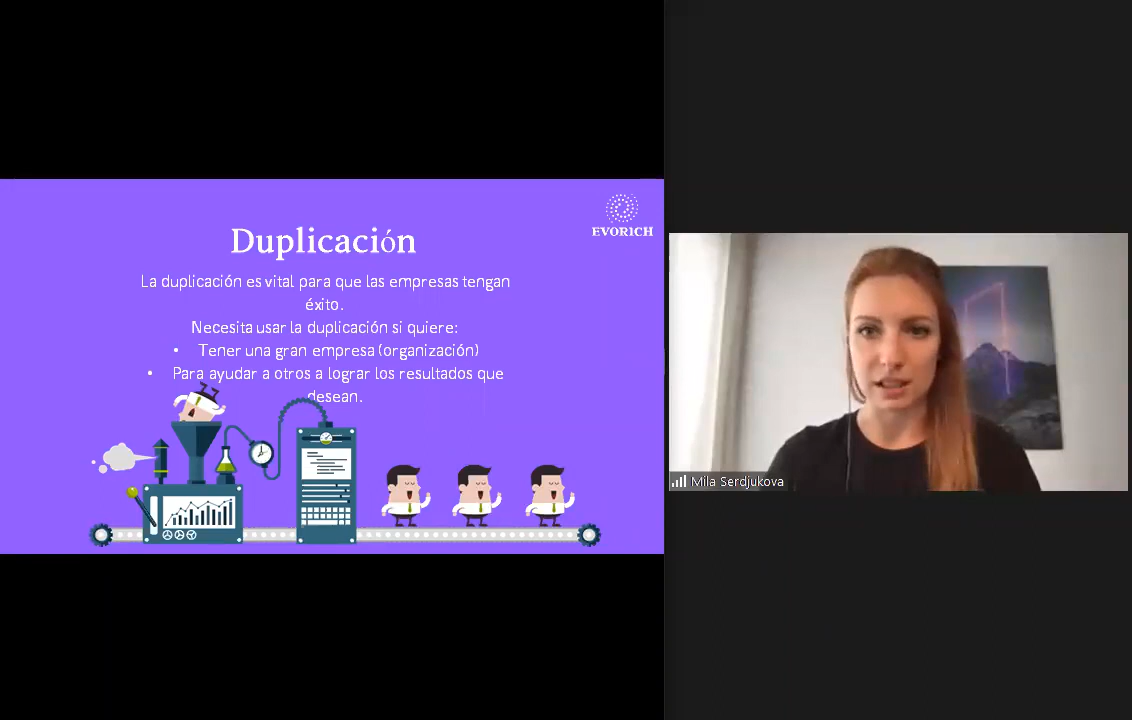 EVORICH
Duplicación
La duplicación es vital para que las empresas tengan
éxito.
Necesita usar la duplicación si quiere:
• Tener una gran empresa (organización)
• Para ayudar a otros a lograr los resultados que
desean.
Mila Serdjukova